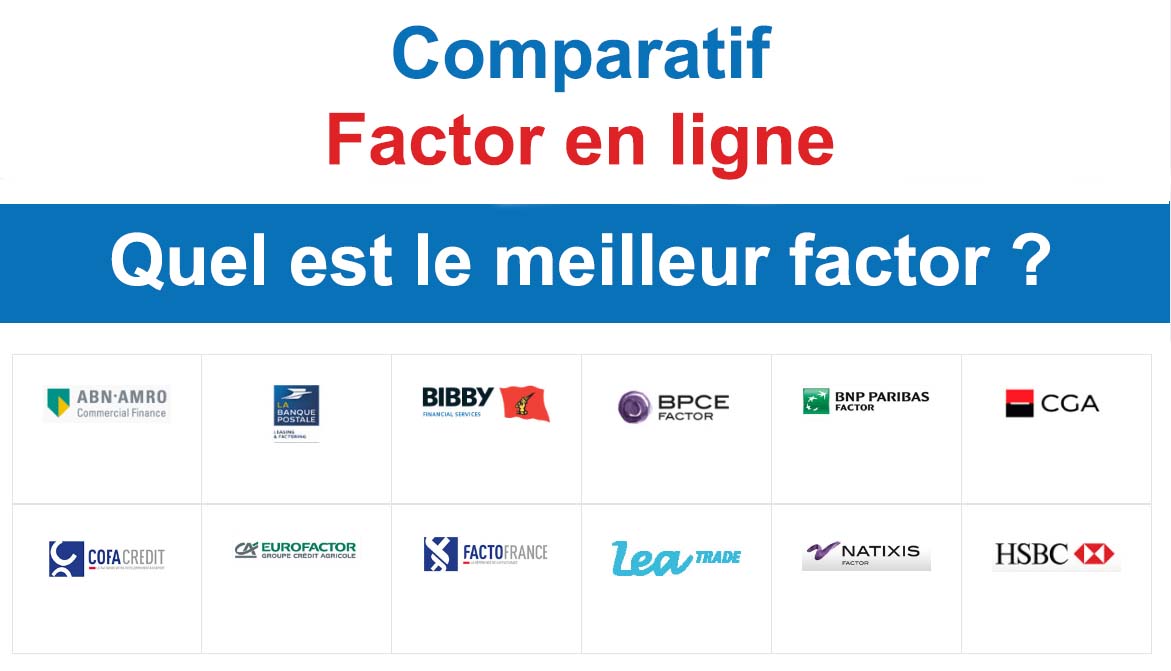 Comparatif
Factor en ligne
Quel est le meilleur factor ?
ABN·AMRO
Commercial Finance
LA
BANQUE
POSTALE
LEASING
& FACTORING
BIBBY
FINANCIAL SERVICES
BPCE
FACTOR
BNP PARIBAS
FACTOR
CGA
COFACREDIT
EUROFACTOR
GROUPE CRÉDIT AGRICOLE
FACTOFRANCE
Lea TRADE
NATIXIS
FACTOR
HSBC